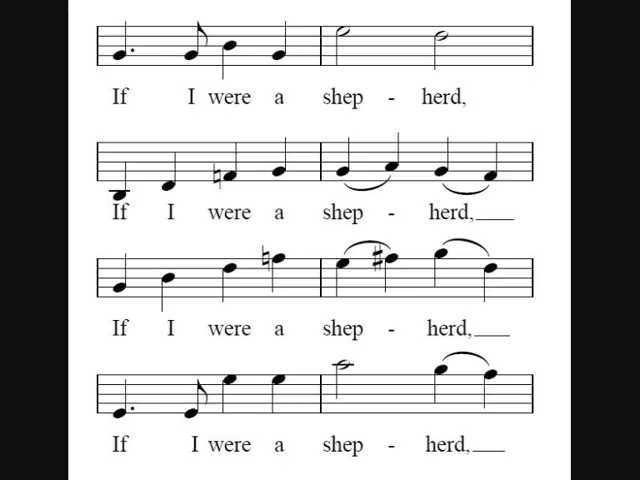 If I were a shep - herd,
If I were a shep - herd,___
If I were a shep - herd,___
If I were a shep - herd,___